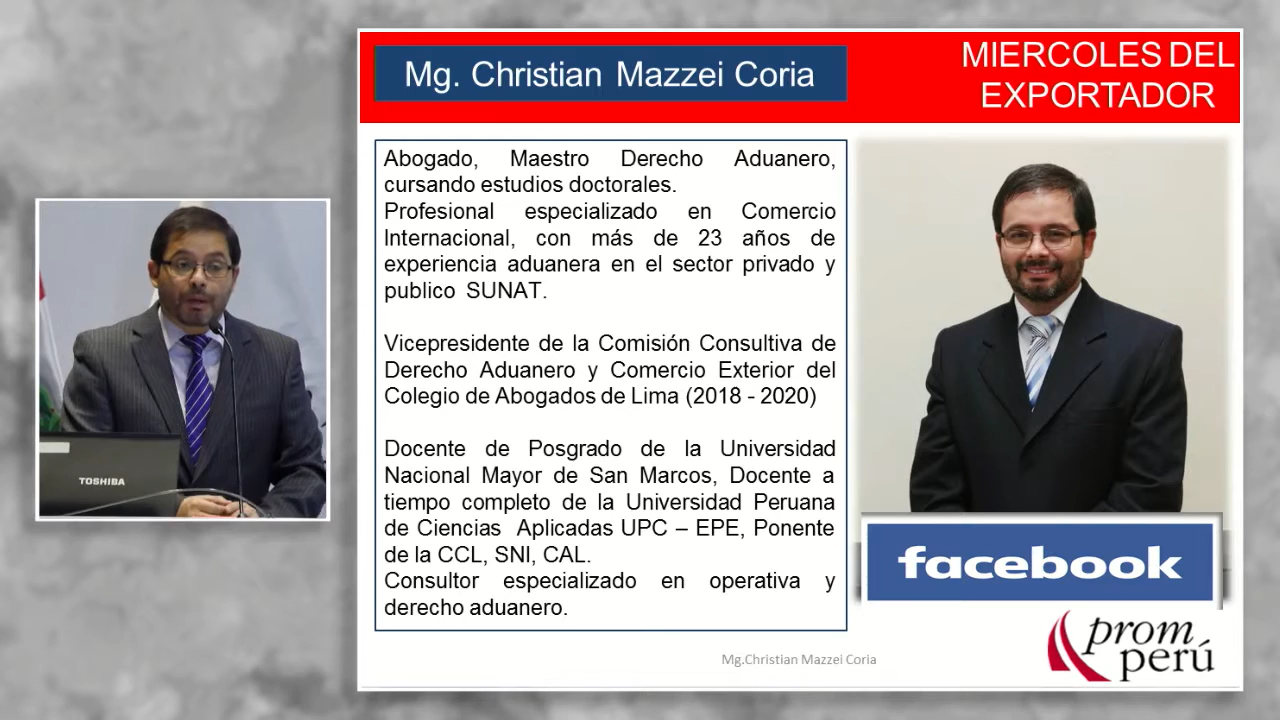 Mg. Christian Mazzei Coria
MIERCOLES DEL
EXPORTADOR
Abogado, Maestro Derecho Aduanero,
cursando estudios doctorales.
Profesional especializado en Comercio
Internacional, con más de 23 años de
experiencia aduanera en el sector privado y
publico SUNAT.
Vicepresidente de la Comisión Consultiva de
Derecho Aduanero y Comercio Exterior del
Colegio de Abogados de Lima (2018 - 2020)
Docente de Posgrado de la Universidad
Nacional Mayor de San Marcos, Docente a
tiempo completo de la Universidad Peruana
de Ciencias Aplicadas UPC – EPE, Ponente
de la CCL, SNI, CAL.
Consultor especializado en operativa y
derecho aduanero.
TOSHIBA
facebook
prom
perú
Mg.Christian Mazzei Coria